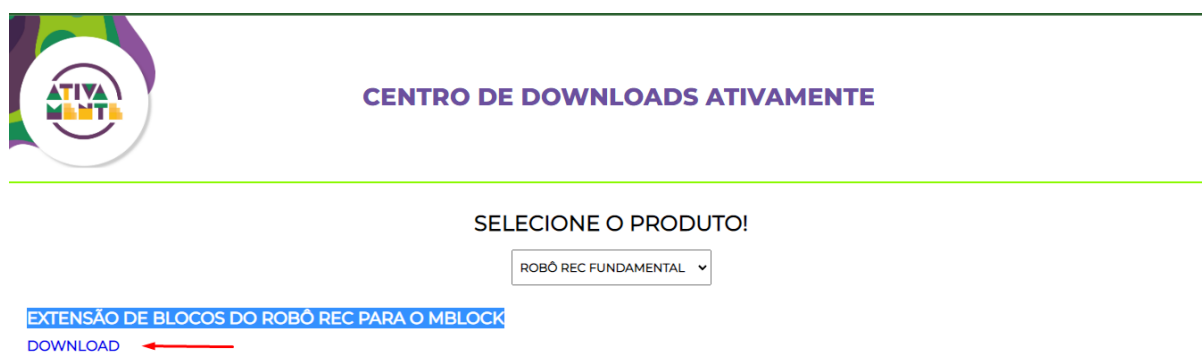 ATIVA
MENTE
CENTRO DE DOWNLOADS ATIVAMENTE
SELECIONE O PRODUTO!
ROBÔ REC FUNDAMENTAL
EXTENSÃO DE BLOCOS DO ROBÔ REC PARA O MBLOCK
DOWNLOAD